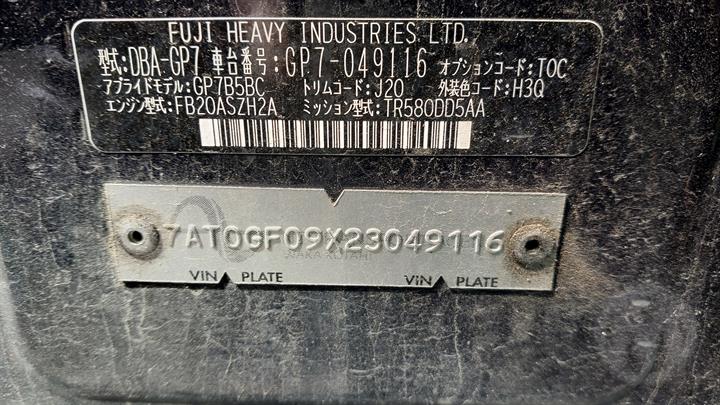 FUJI HEAVY INDUSTRIES LTD.
型式:DBA-GP7 車台番号:GP7-049116 オプションコード:TOC
アプライドモデル:GP7B5BC トリムコード:J20 外装色コード:H3Q
エンジン型式:FB20ASZH2A ミッション型式:TR580DD5AA
7AT0GF09X23049116
WAKA KOTAHI
VIN PLATE VIN PLATE